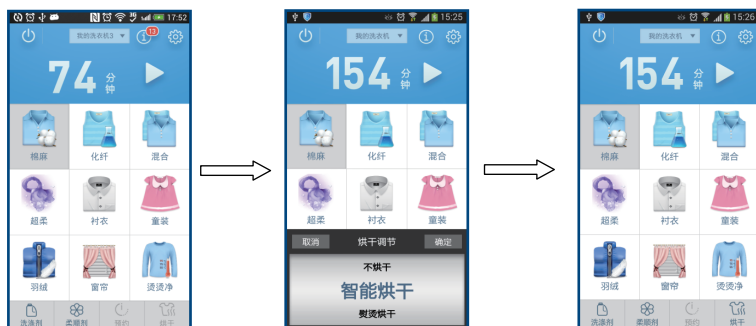 17:52
我的洗衣机3
13
74 分钟
棉麻 化纤 混合
超柔 衬衣 童装
羽绒 窗帘 烫烫净
洗涤剂 柔顺剂 预约 烘干
15:25
我的洗衣机
154 分钟
棉麻 化纤 混合
超柔 衬衣 童装
取消 烘干调节 确定
不烘干
智能烘干
熨烫烘干
15:26
我的洗衣机
154 分钟
棉麻 化纤 混合
超柔 衬衣 童装
羽绒 窗帘 烫烫净
洗涤剂 柔顺剂 预约 烘干